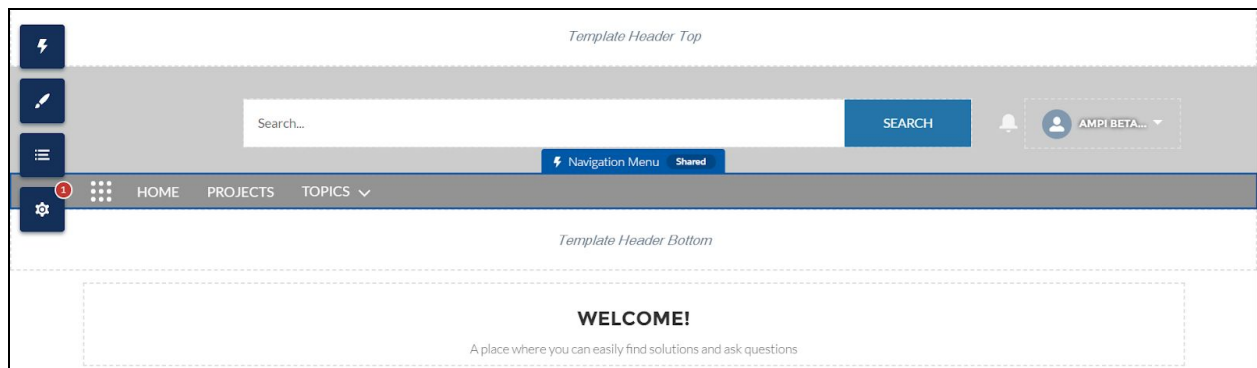 Template Header Top
Search...
SEARCH
AMPI BETA...
Navigation Menu Shared
1
HOME PROJECTS TOPICS
Template Header Bottom
WELCOME!
A place where you can easily find solutions and ask questions